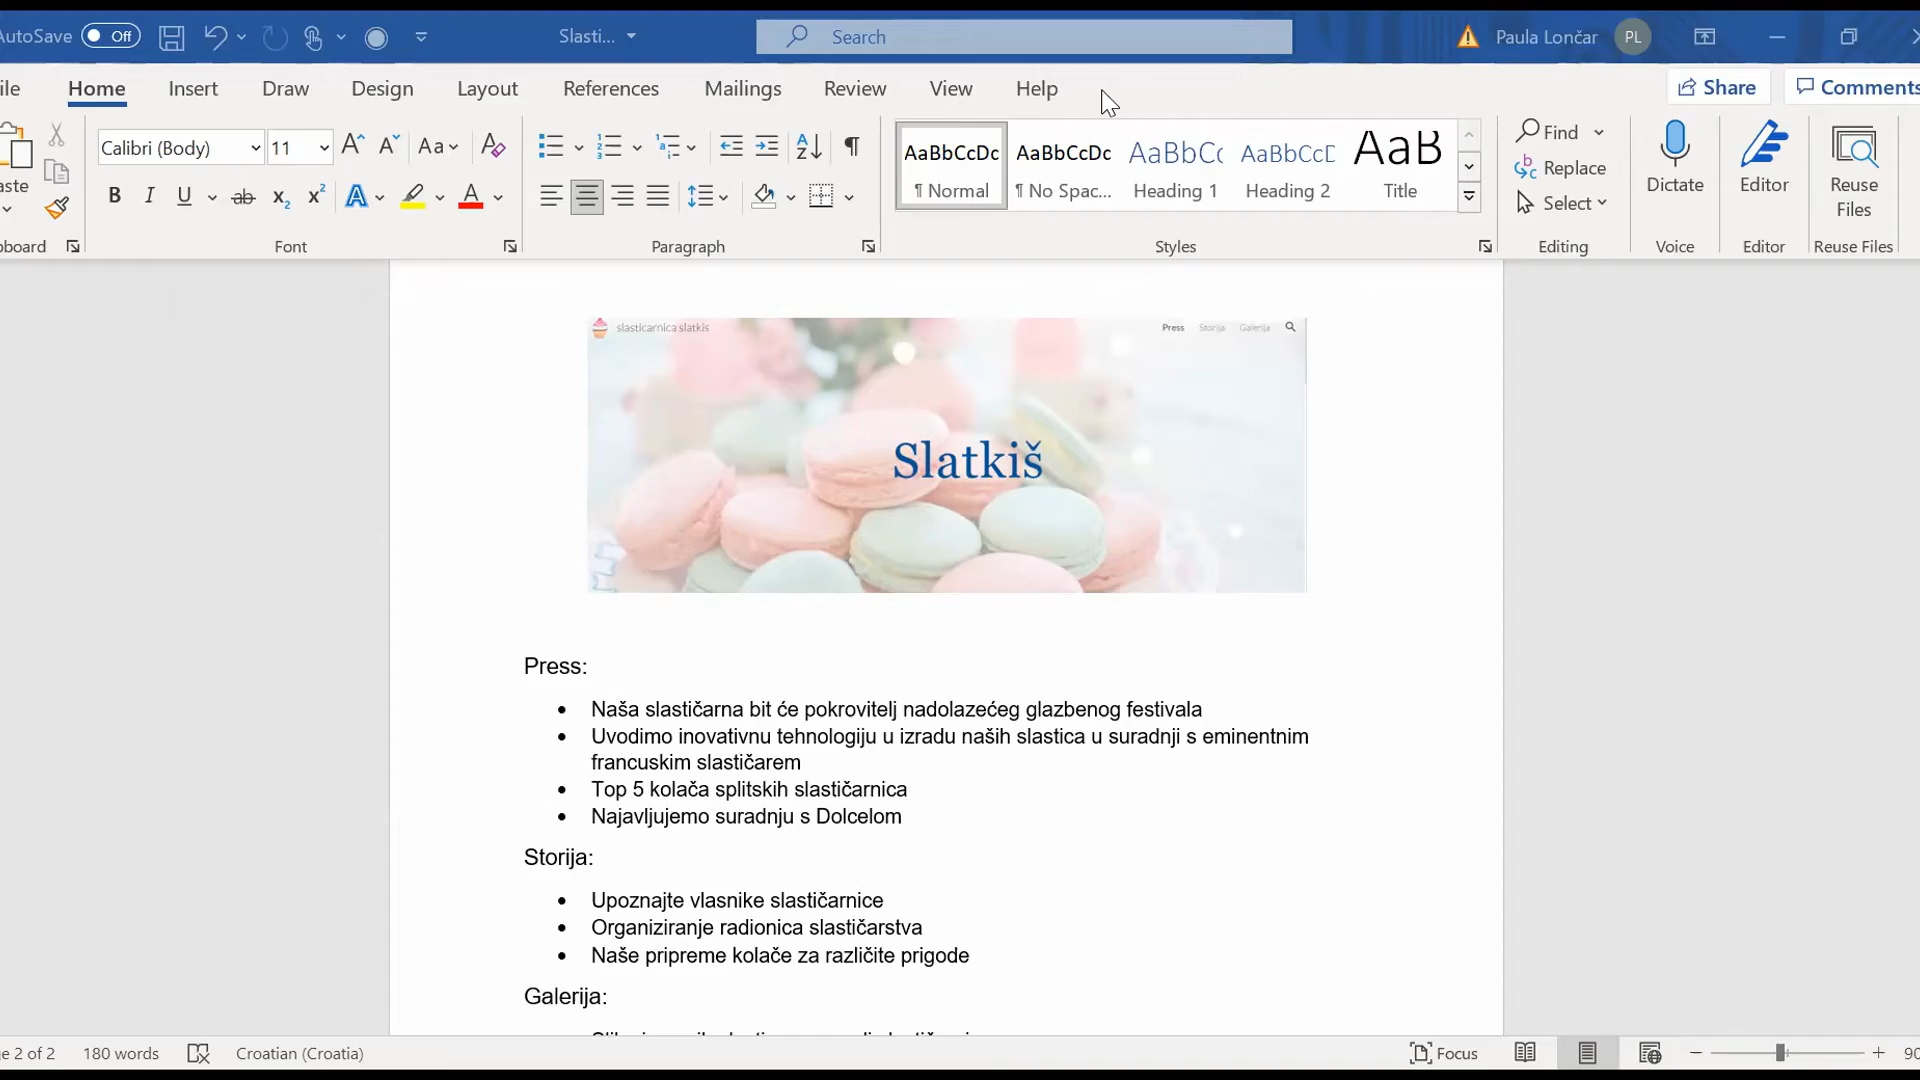 AutoSave Off Slasti... Search Paula Lončar PL
ile Home Insert Draw Design Layout References Mailings Review View Help Share Comments
aste
Calibri (Body) 11 Aa
B I U ab x₂ x² A A
AaBbCcDc AaBbCcDc AaBbCc AaBbCcD AaB
¶ Normal ¶ No Spac... Heading 1 Heading 2 Title
Find
Replace
Select
Dictate
Editor
Reuse
Files
board Font Paragraph Styles Editing Voice Editor Reuse Files
slasticarnica slatkis Press Storija Galerija
Slatkiš
Press:
• Naša slastičarna bit će pokrovitelj nadolazećeg glazbenog festivala
• Uvodimo inovativnu tehnologiju u izradu naših slastica u suradnji s eminentnim
francuskim slastičarem
• Top 5 kolača splitskih slastičarnica
• Najavljujemo suradnju s Dolcelom
Storija:
• Upoznajte vlasnike slastičarnice
• Organiziranje radionica slastičarstva
• Naše pripreme kolače za različite prigode
Galerija:
e 2 of 2 180 words Croatian (Croatia) Focus 90